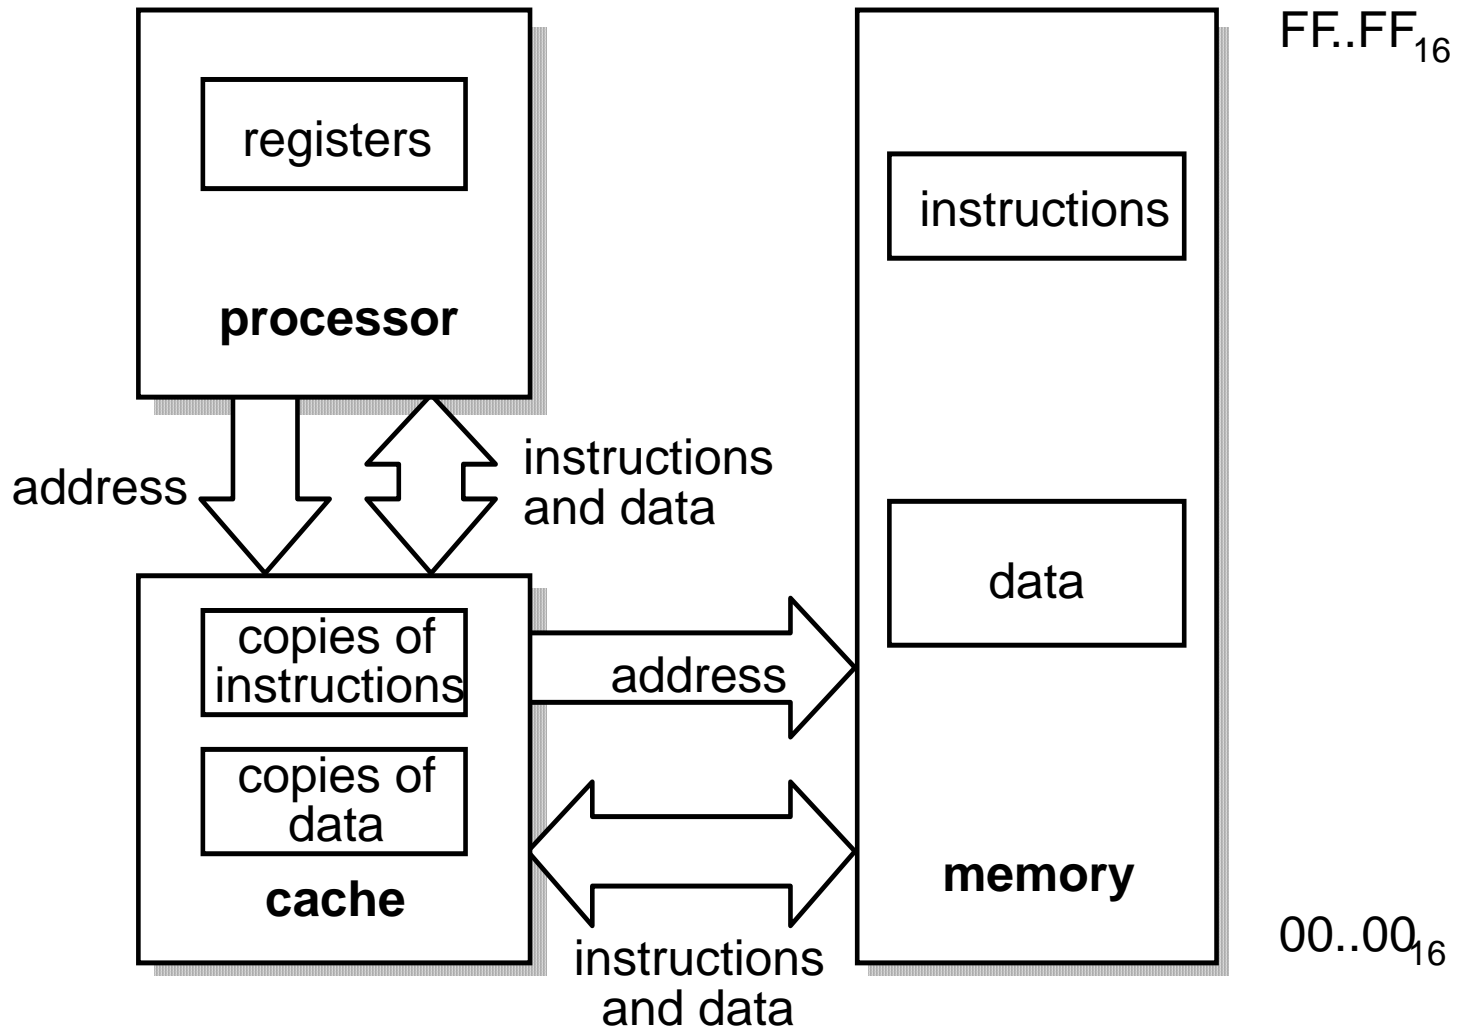 FF..FF16
registers
instructions
processor
instructions
and data
address
data
copies of
instructions
address
copies of
data
memory
cache
00..0016
instructions
and data